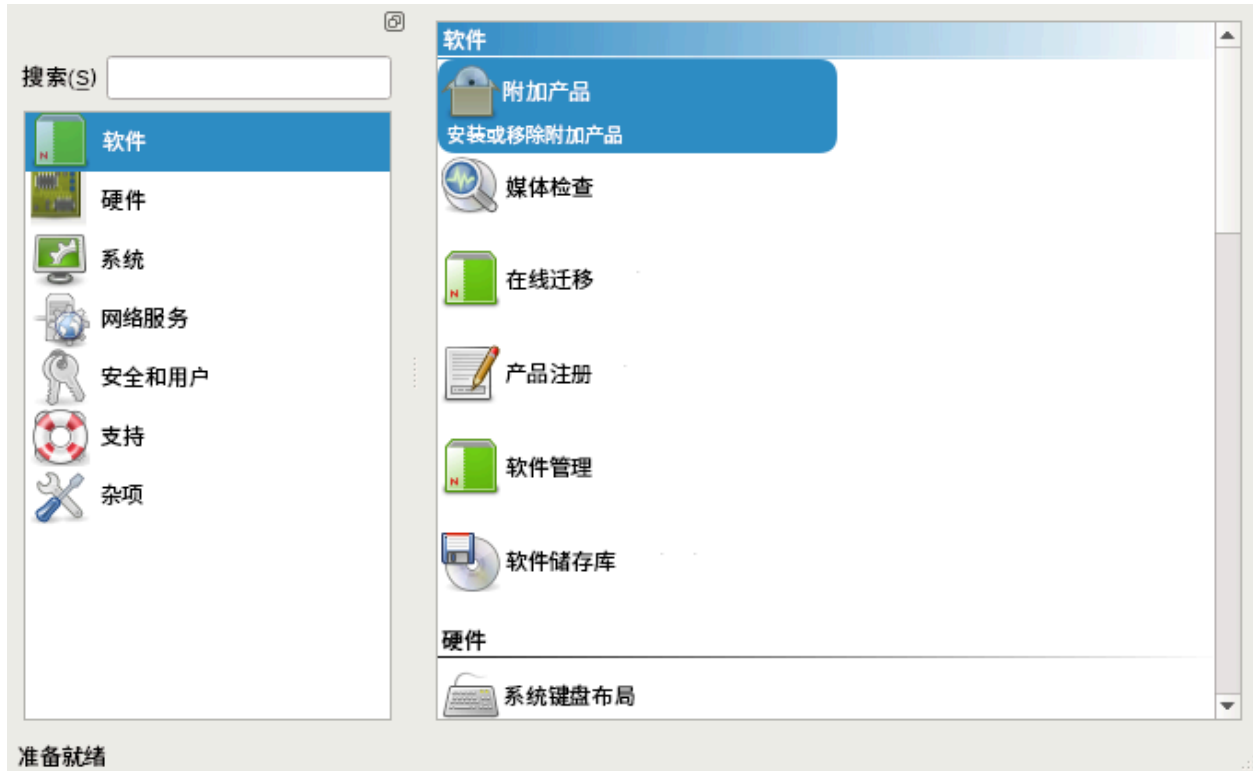 搜索(S)
软件
硬件
系统
网络服务
安全和用户
支持
杂项
软件
附加产品
安装或移除附加产品
媒体检查
在线迁移
产品注册
软件管理
软件储存库
硬件
系统键盘布局
准备就绪